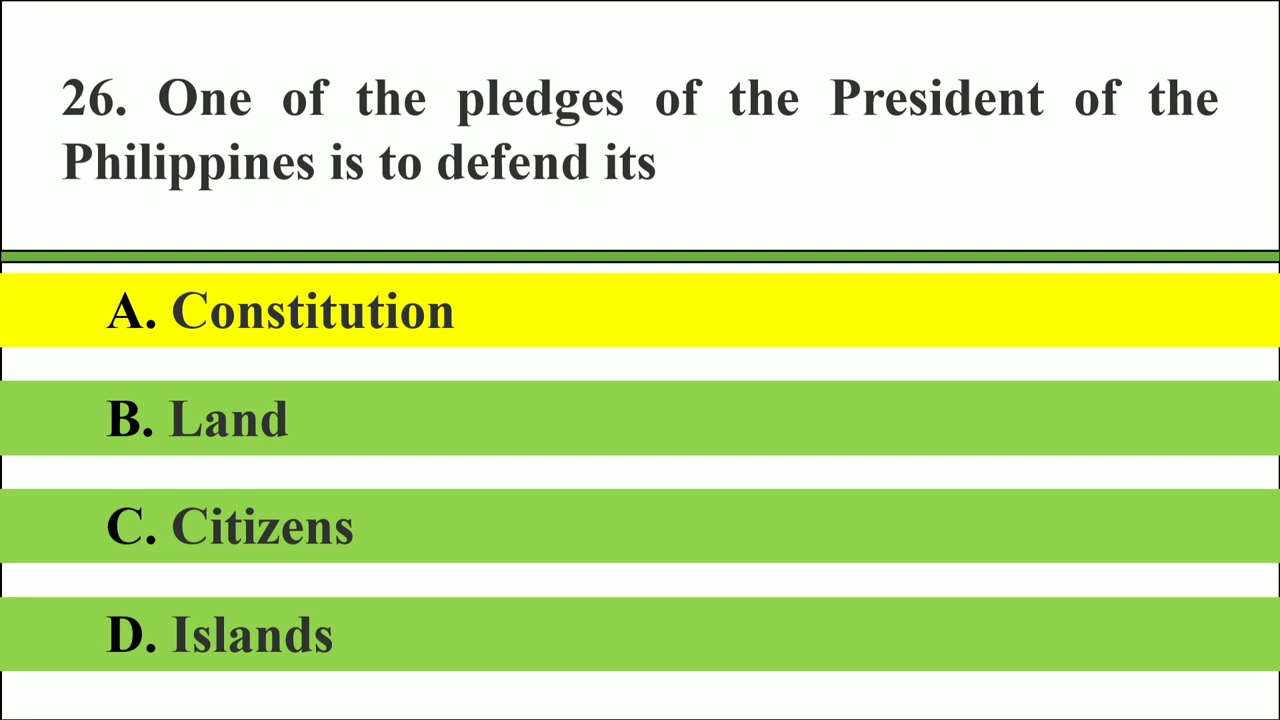 26. One of the pledges of the President of the
Philippines is to defend its
A. Constitution
B. Land
C. Citizens
D. Islands